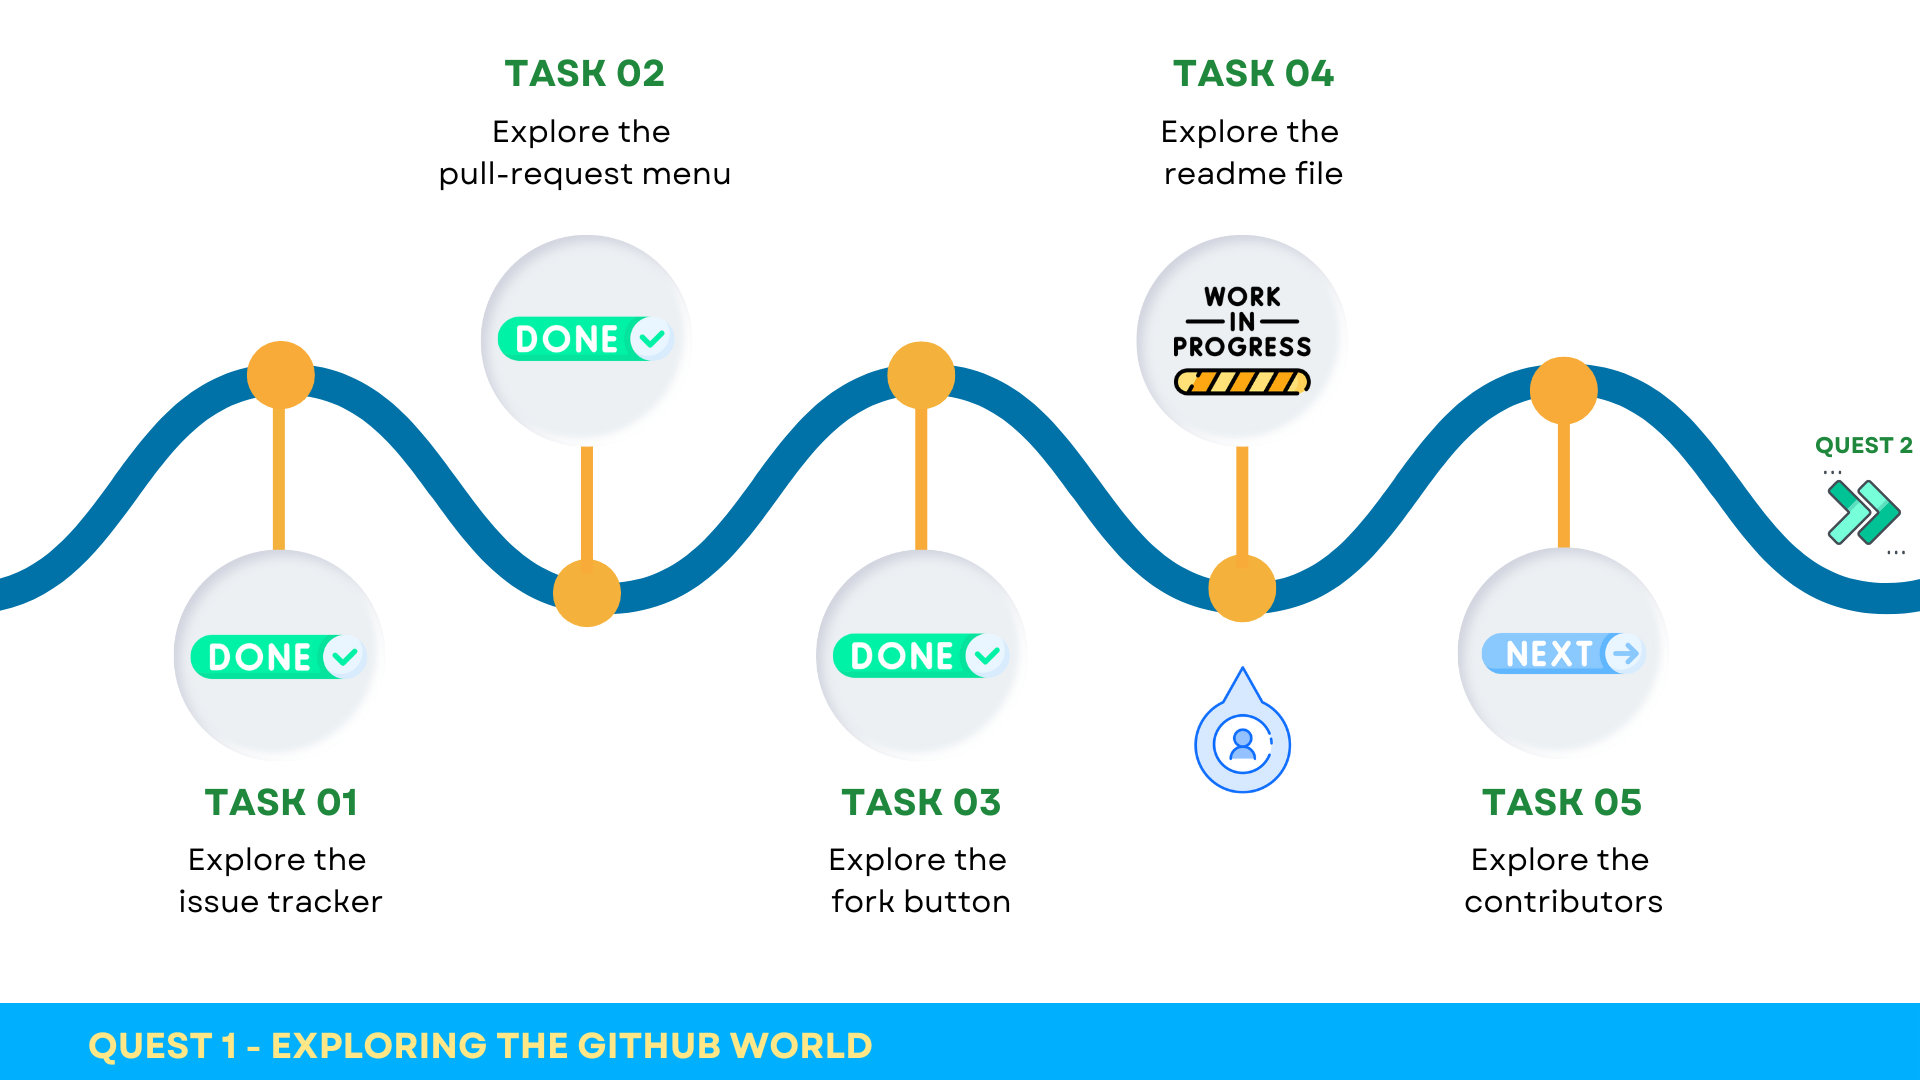 TASK 01
Explore the
issue tracker
DONE
TASK 02
Explore the
pull-request menu
DONE
TASK 03
Explore the
fork button
DONE
TASK 04
Explore the
readme file
WORK
IN
PROGRESS
TASK 05
Explore the
contributors
NEXT
QUEST 2
QUEST 1 - EXPLORING THE GITHUB WORLD